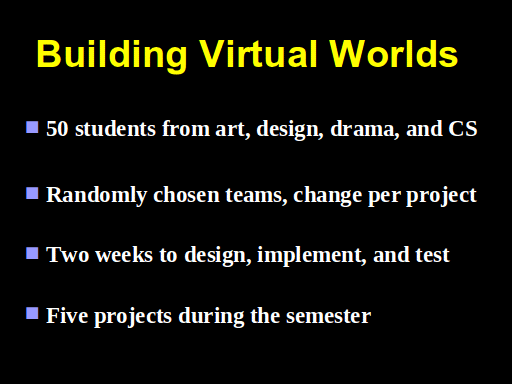 Building Virtual Worlds
50 students from art, design, drama, and CS
Randomly chosen teams, change per project
Two weeks to design, implement, and test
Five projects during the semester